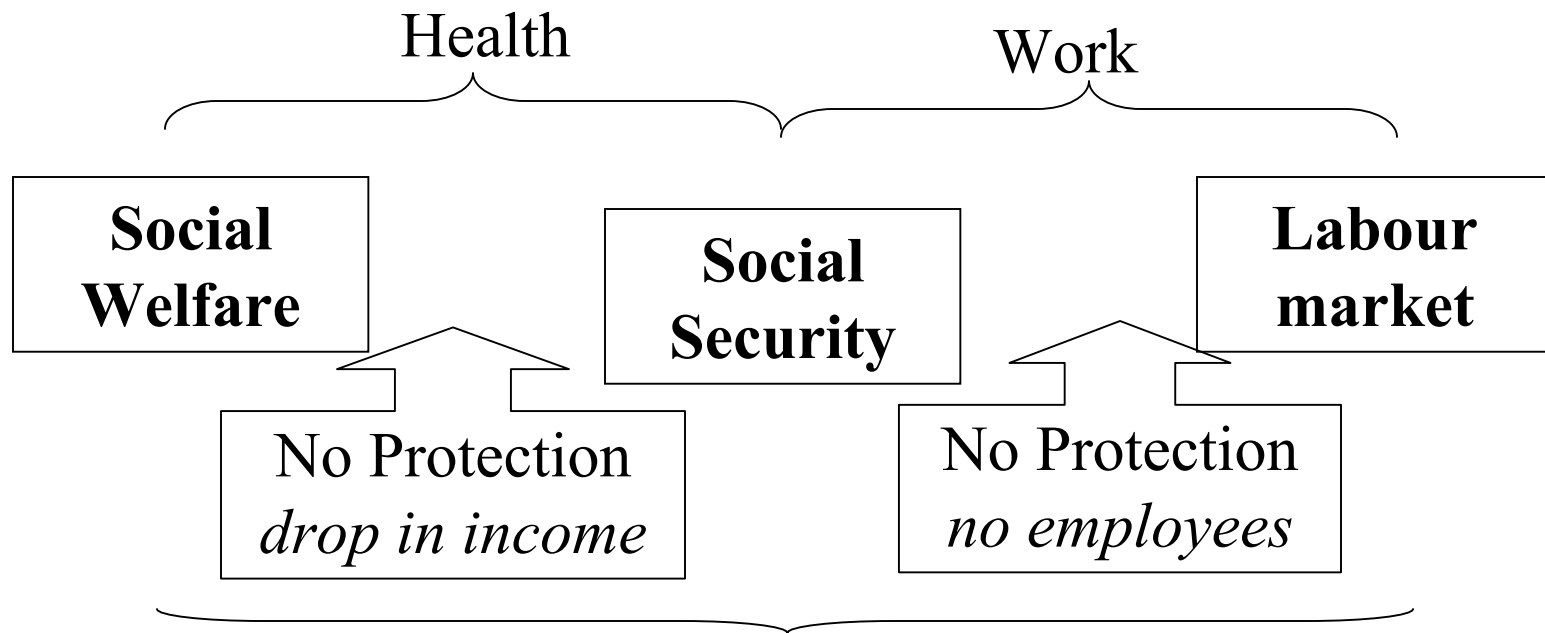 Health
Work
Social
Welfare
Social
Security
Labour
market
No Protection
drop in income
No Protection
no employees